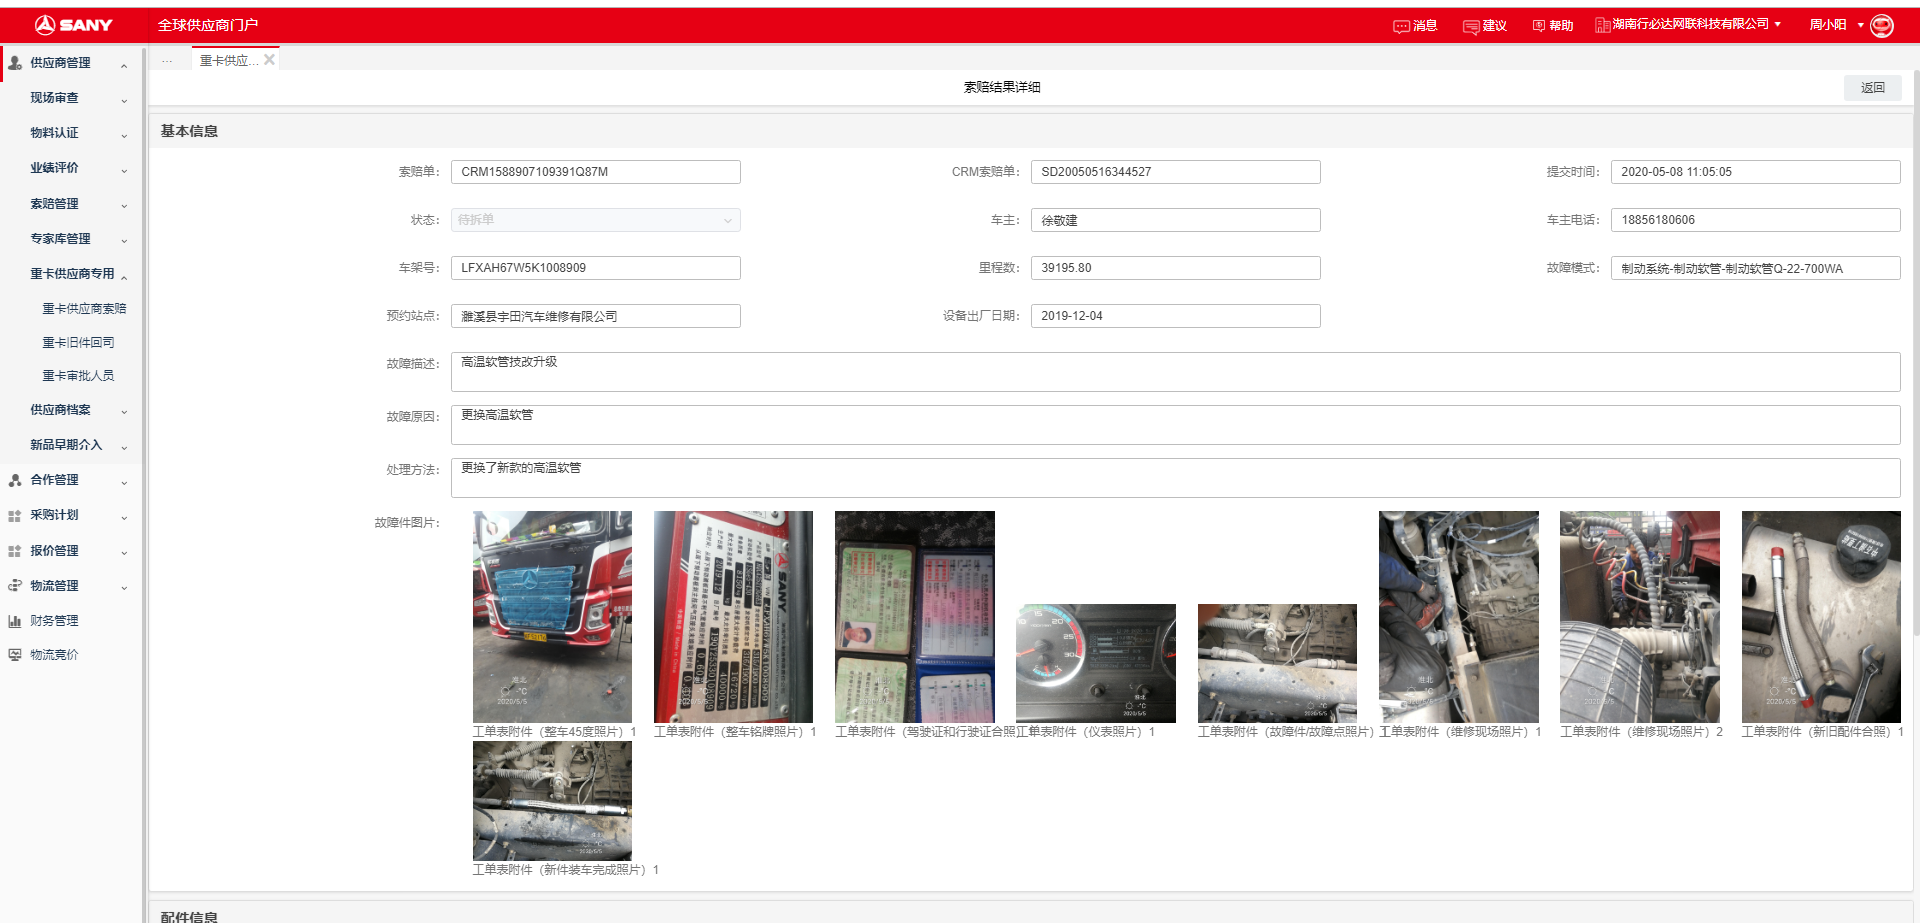 SANY
全球供应商门户
消息
建议
帮助
湖南行必达网联科技有限公司
周小阳
供应商管理
现场审查
物料认证
业绩评价
索赔管理
专家库管理
重卡供应商专用
重卡供应商索赔
重卡旧件回司
重卡审批人员
供应商档案
新品早期介入
合作管理
采购计划
报价管理
物流管理
财务管理
物流竞价
...
重卡供应...
索赔结果详细
返回
基本信息
索赔单： CRM1588907109391Q87M
CRM索赔单： SD20050516344527
提交时间： 2020-05-08 11:05:05
状态： 待拆单
车主： 徐敬建
车主电话： 18856180606
车架号： LFXAH67W5K1008909
里程数： 39195.80
故障模式： 制动系统-制动软管-制动软管Q-22-700WA
预约站点： 濉溪县宇田汽车维修有限公司
设备出厂日期： 2019-12-04
故障描述： 高温软管技改升级
故障原因： 更换高温软管
处理方法： 更换了新款的高温软管
故障件图片：
工单表附件（整车45度照片）1
工单表附件（整车铭牌照片）1
工单表附件（驾驶证和行驶证合照）1
工单表附件（仪表照片）1
工单表附件（故障件/故障点照片）1
工单表附件（维修现场照片）1
工单表附件（维修现场照片）2
工单表附件（新旧配件合照）1
工单表附件（新件装车完成照片）1
配件信息